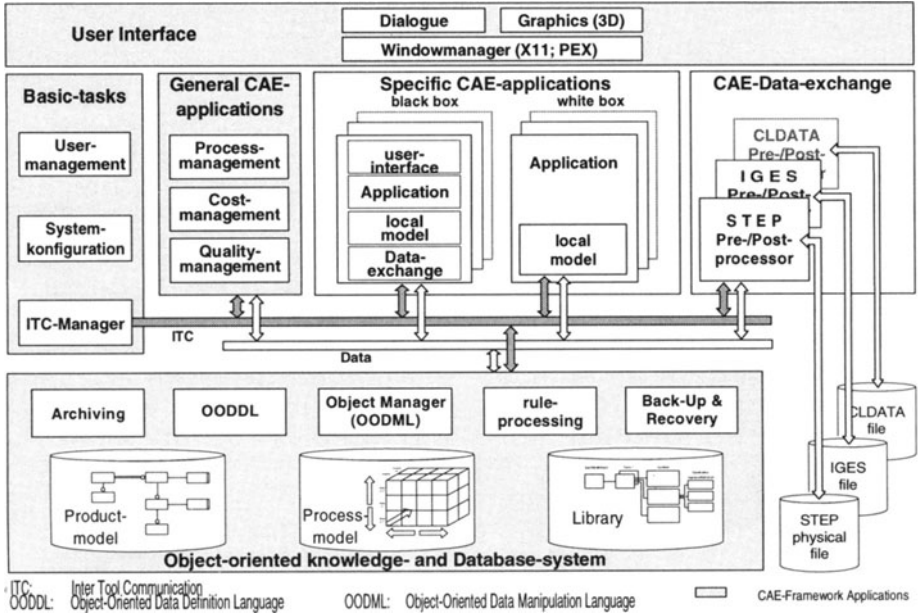 User Interface
Dialogue
Graphics (3D)
Windowmanager (X11; PEX)
Basic-tasks
User-
management
System-
konfiguration
ITC-Manager
General CAE-
applications
Process-
management
Cost-
management
Quality-
management
Specific CAE-applications
black box
white box
user-
interface
Application
local
model
Data-
exchange
Application
local
model
CAE-Data-exchange
CLDATA
Pre-/Post-
I G E S
Pre-/Post-
S T E P
Pre-/Post-
processor
ITC
Data
Archiving
OODDL
Object Manager
(OODML)
rule-
processing
Back-Up &
Recovery
Product-
model
Process-
model
Library
CLDATA
file
IGES
file
STEP
physical
file
Object-oriented knowledge- and Database-system
ITC: Inter Tool Communication
OODDL: Object-Oriented Data Definition Language
OODML: Object-Oriented Data Manipulation Language
CAE-Framework Applications